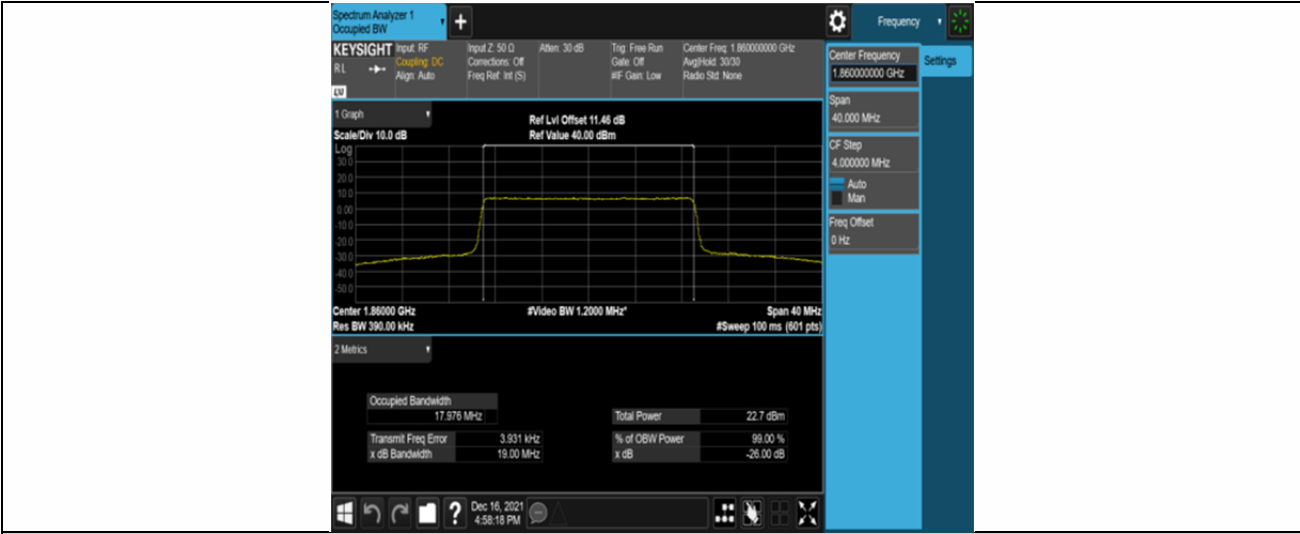 Spectrum Analyzer 1
Occupied BW
+
Frequency
KEYSIGHT
RL
LXI
Input: RF
Coupling: DC
Align: Auto
Input Z: 50 Ω
Corrections: Off
Freq Ref: Int (S)
Atten: 30 dB
Trig: Free Run
Gate: Off
#IF Gain: Low
Center Freq: 1.860000000 GHz
Avg|Hold: 30/30
Radio Std: None
Center Frequency
1.860000000 GHz
Settings
Span
40.000 MHz
CF Step
4.000000 MHz
Auto
Man
Freq Offset
0 Hz
1 Graph
Scale/Div 10.0 dB
Ref Lvl Offset 11.46 dB
Ref Value 40.00 dBm
Log
30.0
20.0
10.0
0.00
-10.0
-20.0
-30.0
-40.0
-50.0
Center 1.86000 GHz
#Video BW 1.2000 MHz*
Span 40 MHz
Res BW 390.00 kHz
#Sweep 100 ms (601 pts)
2 Metrics
Occupied Bandwidth
17.976 MHz
Total Power 22.7 dBm
Transmit Freq Error 3.931 kHz
% of OBW Power 99.00 %
x dB Bandwidth 19.00 MHz
x dB -26.00 dB
?
Dec 16, 2021
4:58:18 PM